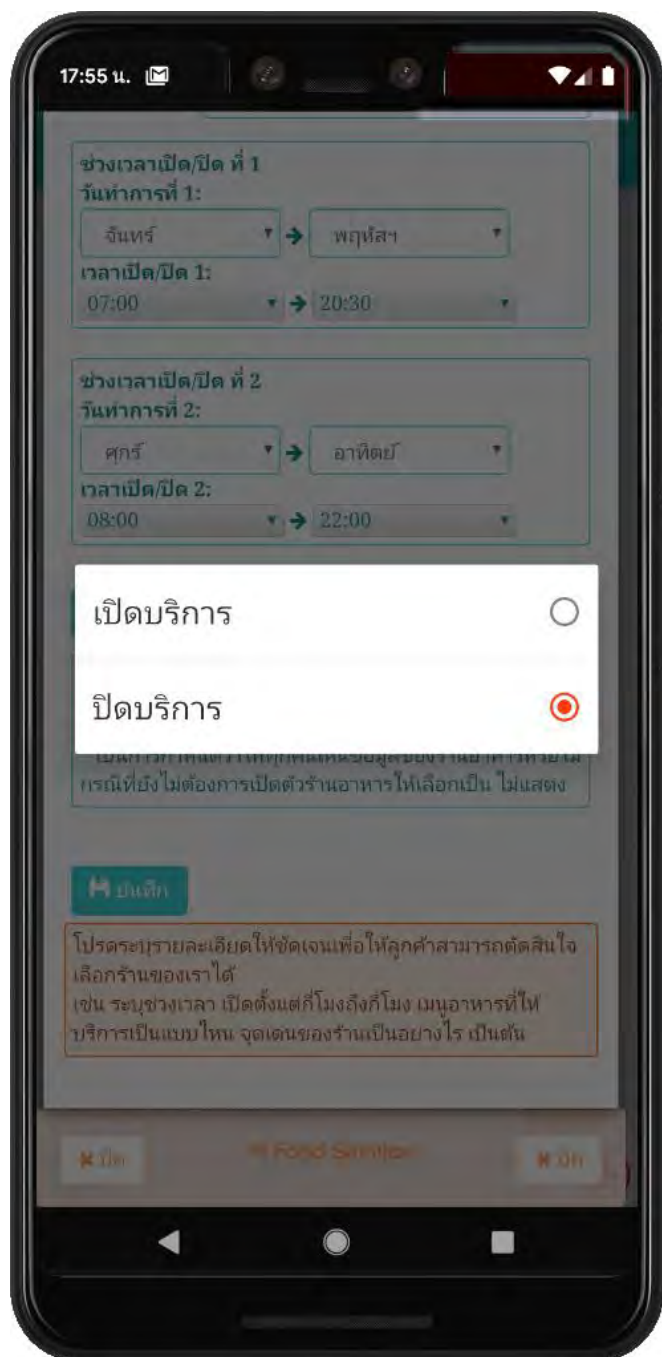 17:55 น.
ช่วงเวลาเปิด/ปิด ที่ 1
วันทำการที่ 1:
จันทร์ → พฤหัสฯ
เวลาเปิด/ปิด 1:
07:00 → 20:30
ช่วงเวลาเปิด/ปิด ที่ 2
วันทำการที่ 2:
ศุกร์ → อาทิตย์
เวลาเปิด/ปิด 2:
08:00 → 22:00
เปิดบริการ
ปิดบริการ
กรณีที่ยังไม่ต้องการเปิดตัวร้านอาหารให้เลือกเป็น ไม่แสดง
บันทึก
โปรดระบุรายละเอียดให้ชัดเจนเพื่อให้ลูกค้าสามารถตัดสินใจ
เลือกร้านของเราได้
เช่น ระบุช่วงเวลา เปิดตั้งแต่กี่โมงถึงกี่โมง เมนูอาหารที่ให้
บริการเป็นแบบไหน จุดเด่นของร้านเป็นอย่างไร เป็นต้น
ปิด Food ปิด